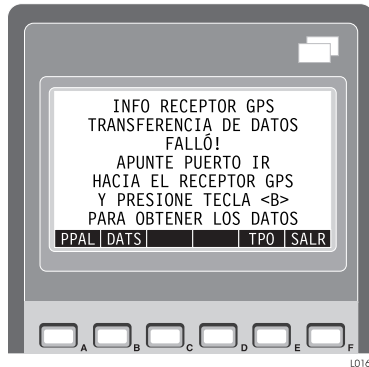 INFO RECEPTOR GPS
TRANSFERENCIA DE DATOS
FALLÓ!
APUNTE PUERTO IR
HACIA EL RECEPTOR GPS
Y PRESIONE TECLA <B>
PARA OBTENER LOS DATOS
PPAL DATS TPO SALR
A B C D E F
L016